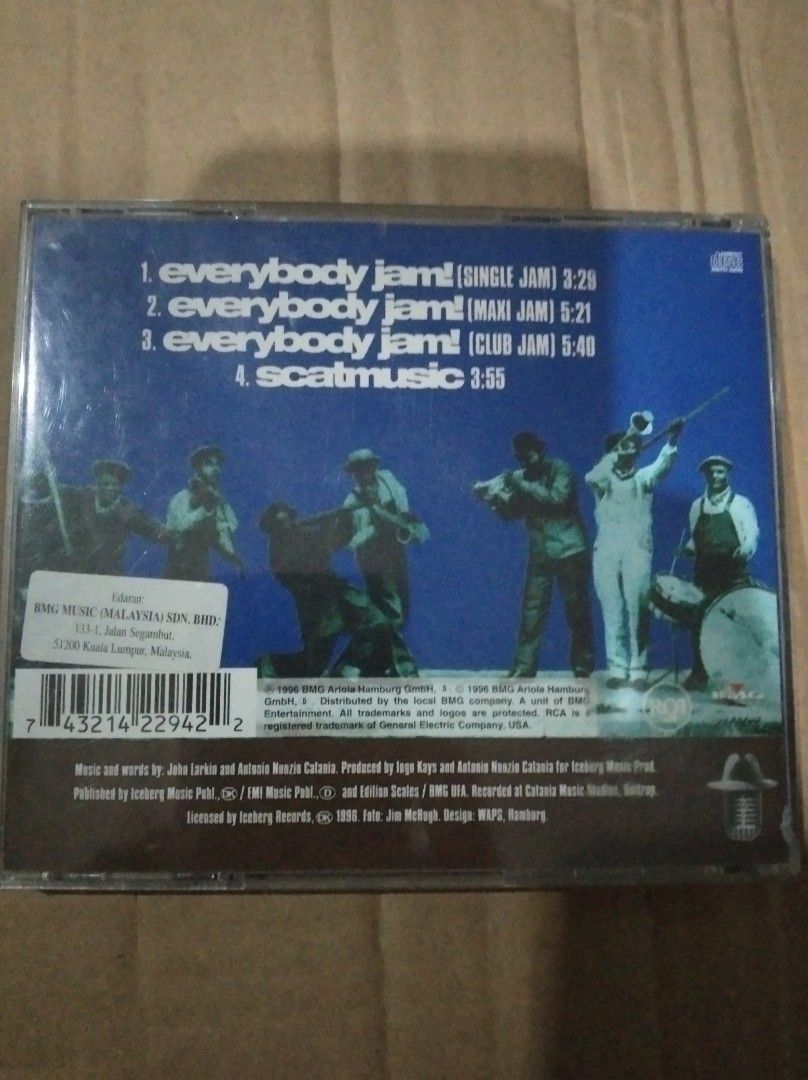 1. everybody jam! (SINGLE JAM) 3:29
2. everybody jam! (MAXI JAM) 5:21
3. everybody jam! (CLUB JAM) 5:40
4. scatmusic 3:55
Edaran:
BMG MUSIC (MALAYSIA) SDN. BHD.
133-1, Jalan Segambut,
51200 Kuala Lumpur, Malaysia.
7 43214 22942 2
℗ 1996 BMG Ariola Hamburg GmbH, D. © 1996 BMG Ariola Hamburg
GmbH, D. Distributed by the local BMG company. A unit of BMG
Entertainment. All trademarks and logos are protected. RCA is a
registered trademark of General Electric Company, USA.
RCA
BMG
Music and words by: John Larkin and Antonio Nunzio Catania. Produced by Ingo Kays and Antonio Nunzio Catania for Iceberg Music Prod.
Published by Iceberg Music Publ., DK / EMI Music Publ., D and Edition Scales / BMG UFA. Recorded at Catania Music Studios, Bottrop.
Licensed by Iceberg Records, DK 1996. Foto: Jim McHugh. Design: WAPS, Hamburg.